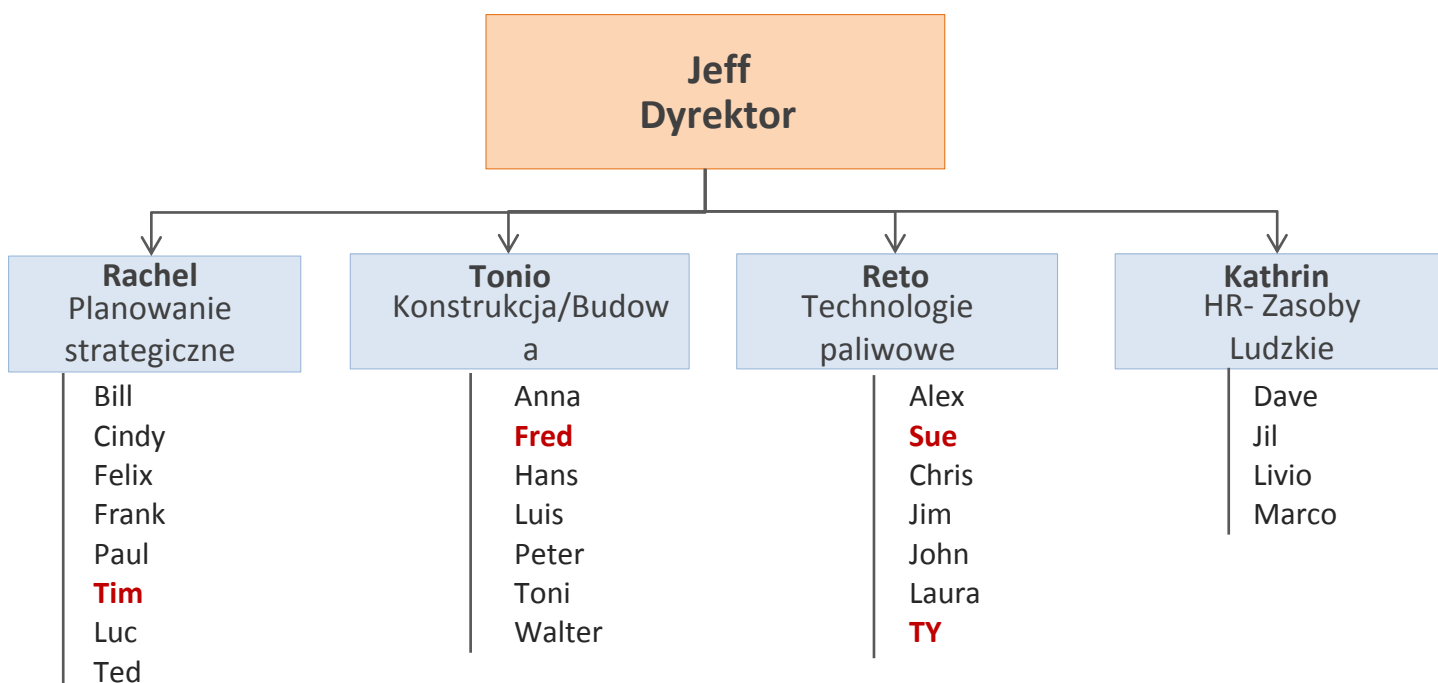 Jeff
Dyrektor
Rachel
Planowanie
strategiczne
Bill
Cindy
Felix
Frank
Paul
Tim
Luc
Ted
Tonio
Konstrukcja/Budow
a
Anna
Fred
Hans
Luis
Peter
Toni
Walter
Reto
Technologie
paliwowe
Alex
Sue
Chris
Jim
John
Laura
TY
Kathrin
HR- Zasoby
Ludzkie
Dave
Jil
Livio
Marco